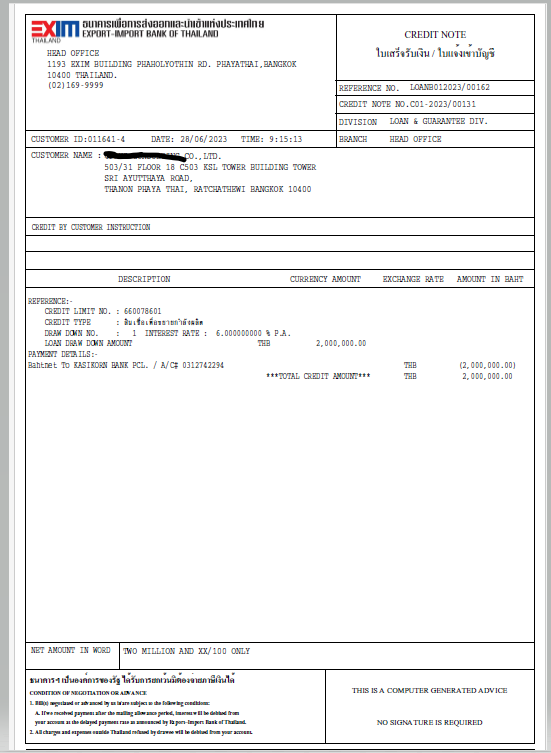 EXIM
THAILAND
ธนาคารเพื่อการส่งออกและนำเข้าแห่งประเทศไทย
EXPORT-IMPORT BANK OF THAILAND
HEAD OFFICE
1193 EXIM BUILDING PHAHOLYOTHIN RD. PHAYATHAI,BANGKOK
10400 THAILAND.
(02)169-9999
CREDIT NOTE
ใบเสร็จรับเงิน / ใบแจ้งเข้าบัญชี
REFERENCE NO. LOANB012023/00162
CREDIT NOTE NO.C01-2023/00131
DIVISION LOAN & GUARANTEE DIV.
CUSTOMER ID:011641-4 DATE: 28/06/2023 TIME: 9:15:13
BRANCH HEAD OFFICE
CUSTOMER NAME : CO.,LTD.
503/31 FLOOR 18 C503 KSL TOWER BUILDING TOWER
SRI AYUTTHAYA ROAD,
THANON PHAYA THAI, RATCHATHEWI BANGKOK 10400
CREDIT BY CUSTOMER INSTRUCTION
DESCRIPTION CURRENCY AMOUNT EXCHANGE RATE AMOUNT IN BAHT
REFERENCE:-
CREDIT LIMIT NO. : 660078601
CREDIT TYPE : สินเชื่อเพื่อขยายกำลังผลิต
DRAW DOWN NO. : 1 INTEREST RATE : 6.000000000 % P.A.
LOAN DRAW DOWN AMOUNT THB 2,000,000.00
PAYMENT DETAILS:-
Bahtnet To KASIKORN BANK PCL. / A/C# 0312742294 THB (2,000,000.00)
***TOTAL CREDIT AMOUNT*** THB 2,000,000.00
NET AMOUNT IN WORD TWO MILLION AND XX/100 ONLY
ธนาคารฯ เป็นองค์การของรัฐ ได้รับการยกเว้นมิต้องจ่ายภาษีเงินได้
CONDITION OF NEGOTIATION OR ADVANCE
1. Bill(s) negotiated or advanced by us is/are subject to the following conditions:
A. If we received payment after the mailing allowance period, interest will be debited from
your account at the delayed payment rate as announced by Export-Import Bank of Thailand.
2. All charges and expenses outside Thailand refused by drawee will be debited from your account.
THIS IS A COMPUTER GENERATED ADVICE
NO SIGNATURE IS REQUIRED